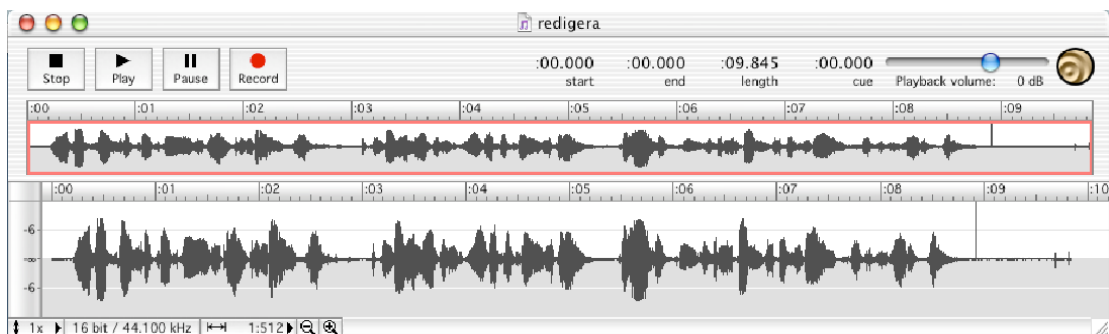 redigera
:00.000 :00.000 :09.845 :00.000
Stop Play Pause Record start end length cue Playback volume: 0 dB
:00 :01 :02 :03 :04 :05 :06 :07 :08 :09
:00 :01 :02 :03 :04 :05 :06 :07 :08 :09 :10
-6
-∞
-6
1x 16 bit / 44.100 kHz 1:512